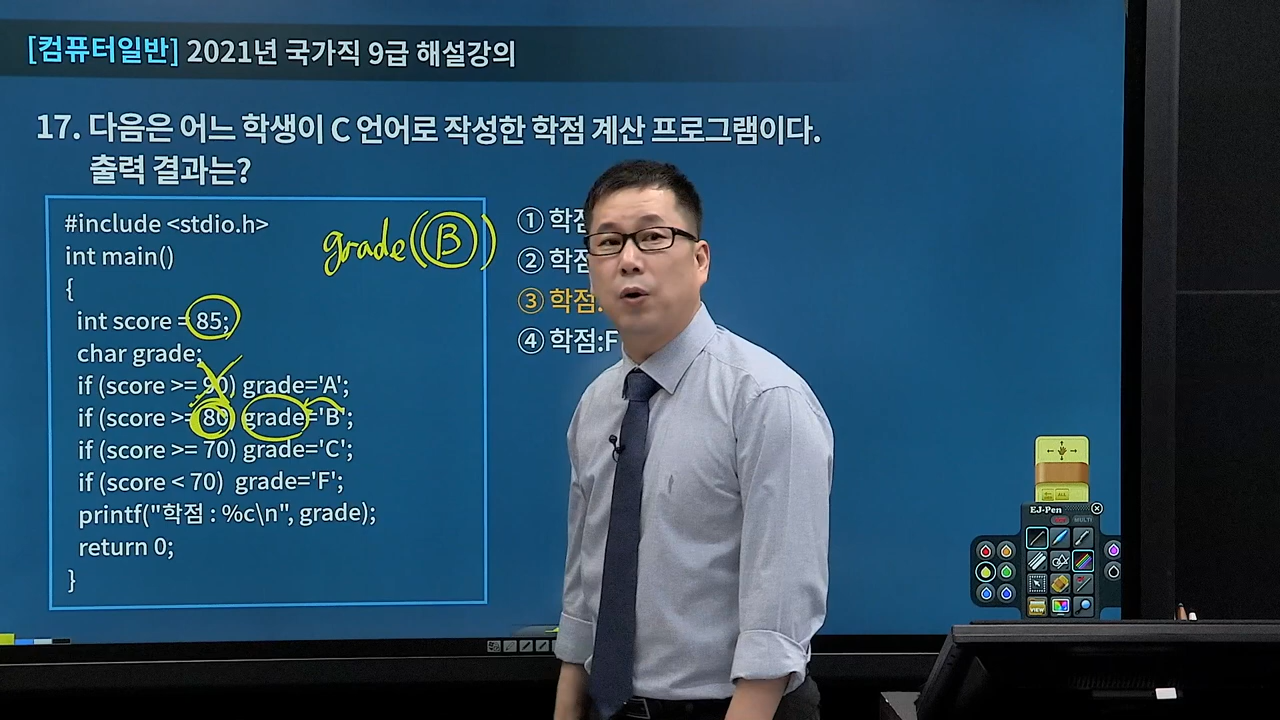 [컴퓨터일반] 2021년 국가직 9급 해설강의
17. 다음은 어느 학생이 C 언어로 작성한 학점 계산 프로그램이다.
출력 결과는?
#include <stdio.h>
int main()
{
int score = 85;
char grade;
if (score >= 90) grade='A';
if (score >= 80) grade='B';
if (score >= 70) grade='C';
if (score < 70) grade='F';
printf("학점 : %c\n", grade);
return 0;
}
grade(B)
①
②
③ 학점:
④ 학점:F
EJ-Pen
MULTI
VIEW
ALL